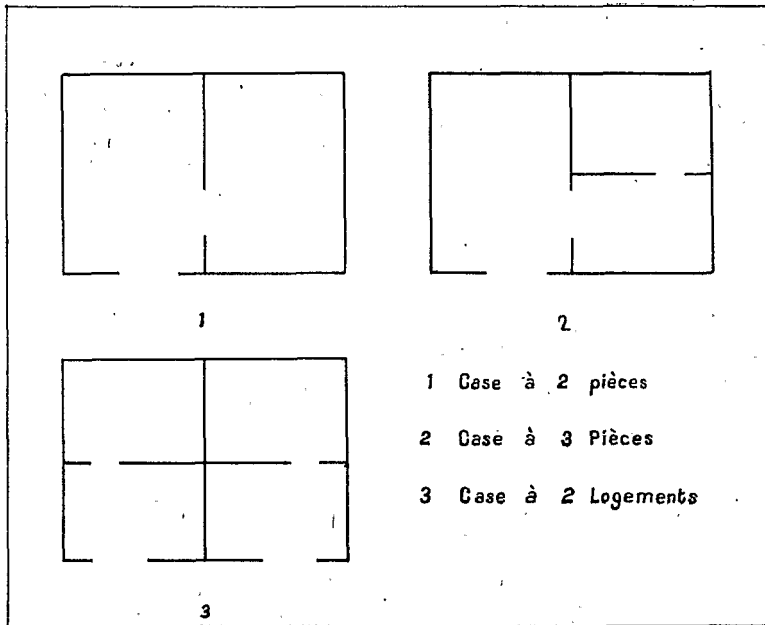 1
2
3
1 Case à 2 pièces
2 Case à 3 Pièces
3 Case à 2 Logements